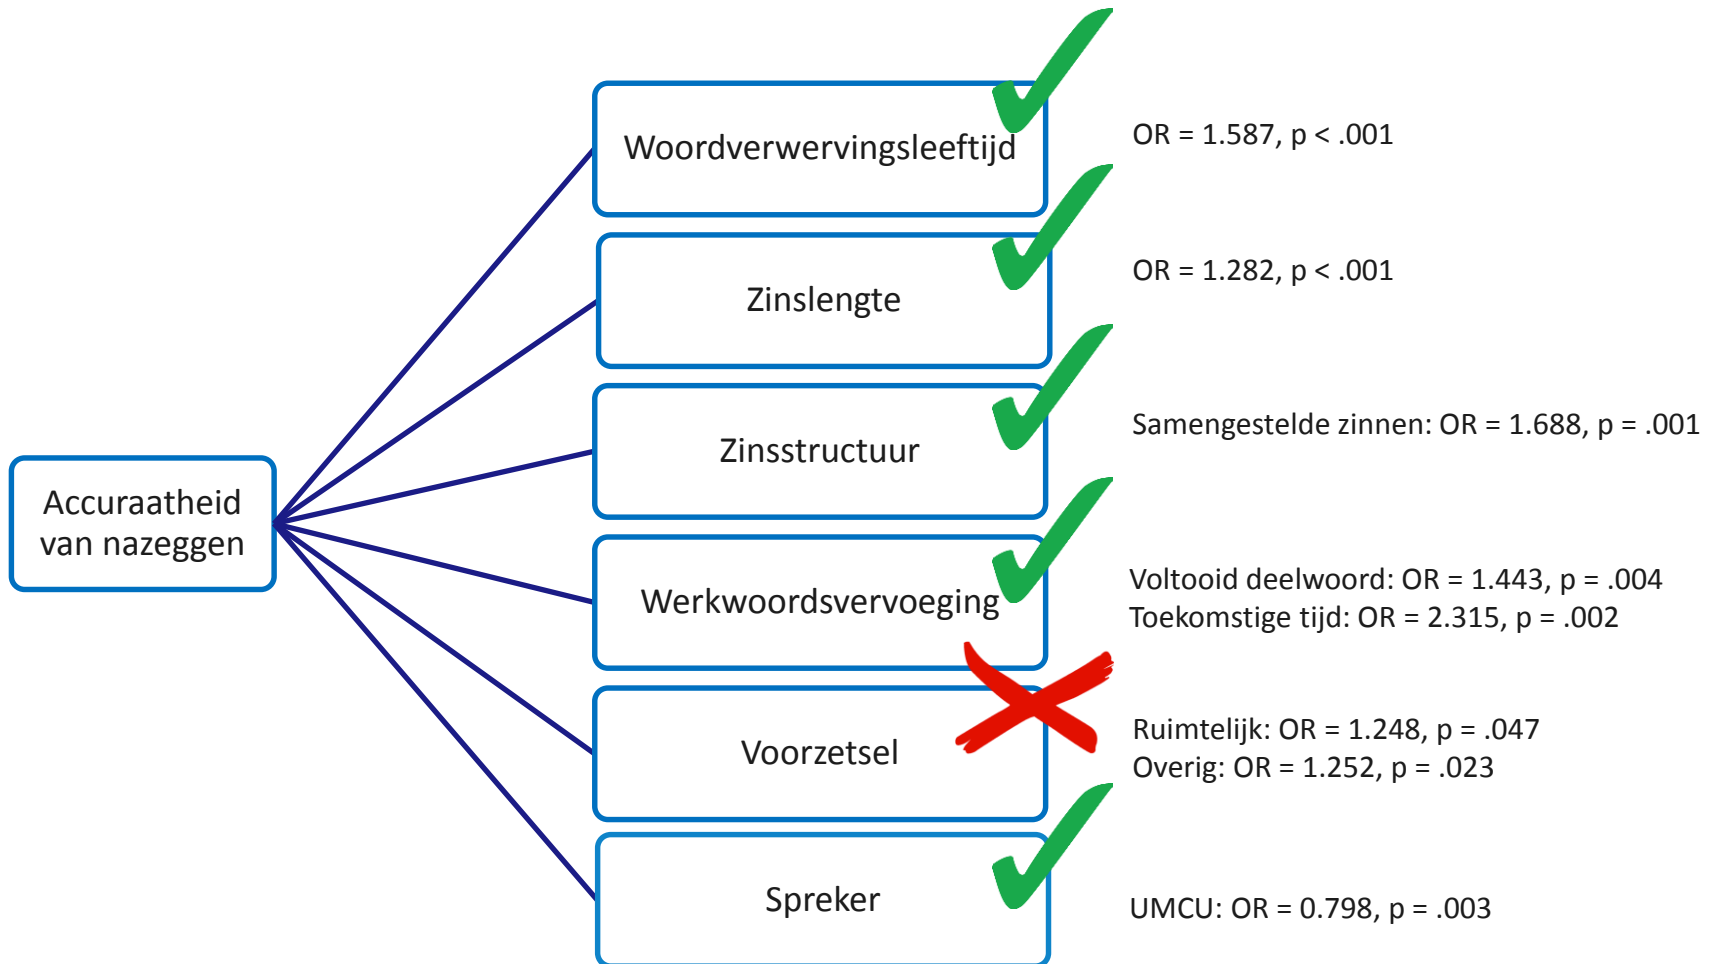 Woordverwervingsleeftijd
OR = 1.587, p < .001
Zinslengte
OR = 1.282, p < .001
Zinsstructuur
Samengestelde zinnen: OR = 1.688, p = .001
Accuraatheid
van nazeggen
Werkwoordsvervoeging
Voltooid deelwoord: OR = 1.443, p = .004
Toekomstige tijd: OR = 2.315, p = .002
Voorzetsel
Ruimtelijk: OR = 1.248, p = .047
Overig: OR = 1.252, p = .023
Spreker
UMCU: OR = 0.798, p = .003